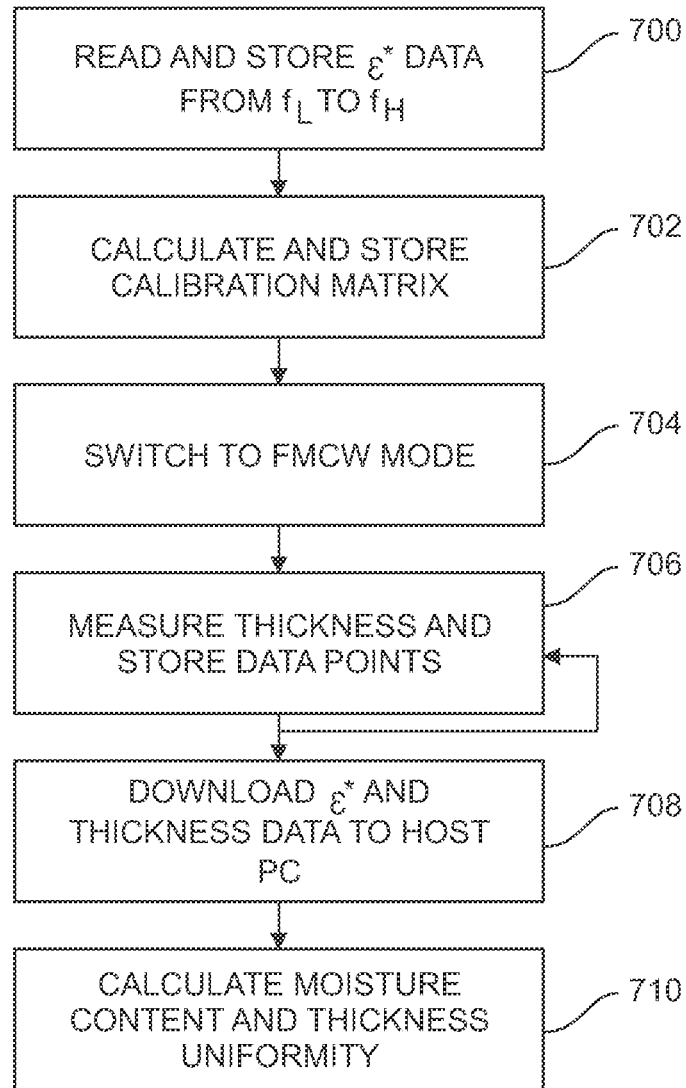 READ AND STORE ε* DATA
FROM fL TO fH
700
CALCULATE AND STORE
CALIBRATION MATRIX
702
SWITCH TO FMCW MODE
704
MEASURE THICKNESS AND
STORE DATA POINTS
706
DOWNLOAD ε* AND
THICKNESS DATA TO HOST
PC
708
CALCULATE MOISTURE
CONTENT AND THICKNESS
UNIFORMITY
710